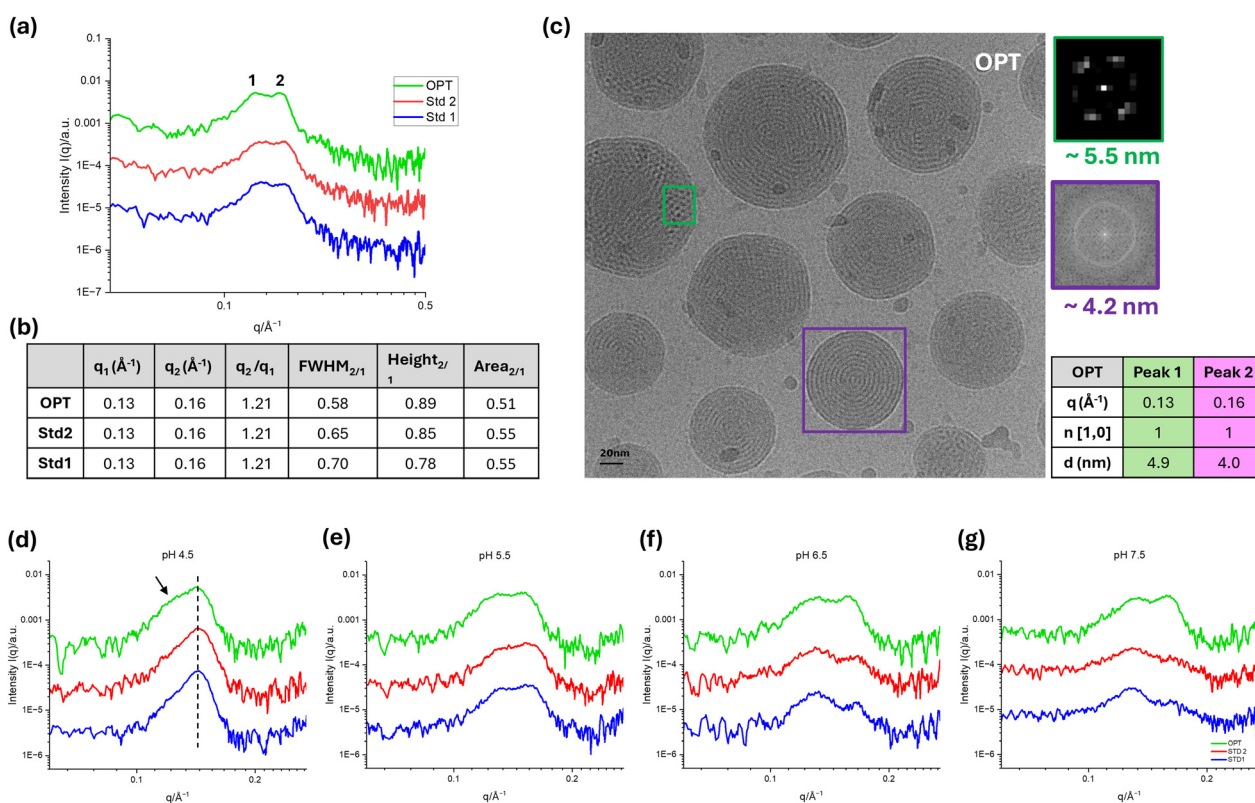 (a)
0.1
0.01
0.001
1E-4
1E-5
1E-6
1E-7
Intensity I(q)/a.u.
1 2
OPT
Std 2
Std 1
0.1 0.5
q/Å⁻¹
(b)
q₁ (Å⁻¹) q₂ (Å⁻¹) q₂/q₁ FWHM₂/₁ Height₂/₁ Area₂/₁
OPT 0.13 0.16 1.21 0.58 0.89 0.51
Std2 0.13 0.16 1.21 0.65 0.85 0.55
Std1 0.13 0.16 1.21 0.70 0.78 0.55
(c)
OPT
20nm
~ 5.5 nm
~ 4.2 nm
OPT Peak 1 Peak 2
q (Å⁻¹) 0.13 0.16
n [1,0] 1 1
d (nm) 4.9 4.0
(d)
pH 4.5
0.01
0.001
1E-4
1E-5
1E-6
Intensity I(q)/a.u.
0.1 0.2
q/Å⁻¹
(e)
pH 5.5
0.01
0.001
1E-4
1E-5
1E-6
Intensity I(q)/a.u.
0.1 0.2
q/Å⁻¹
(f)
pH 6.5
0.01
0.001
1E-4
1E-5
1E-6
Intensity I(q)/a.u.
0.1 0.2
q/Å⁻¹
(g)
pH 7.5
0.01
0.001
1E-4
1E-5
1E-6
Intensity I(q)/a.u.
OPT
STD 2
STD1
0.1 0.2
q/Å⁻¹